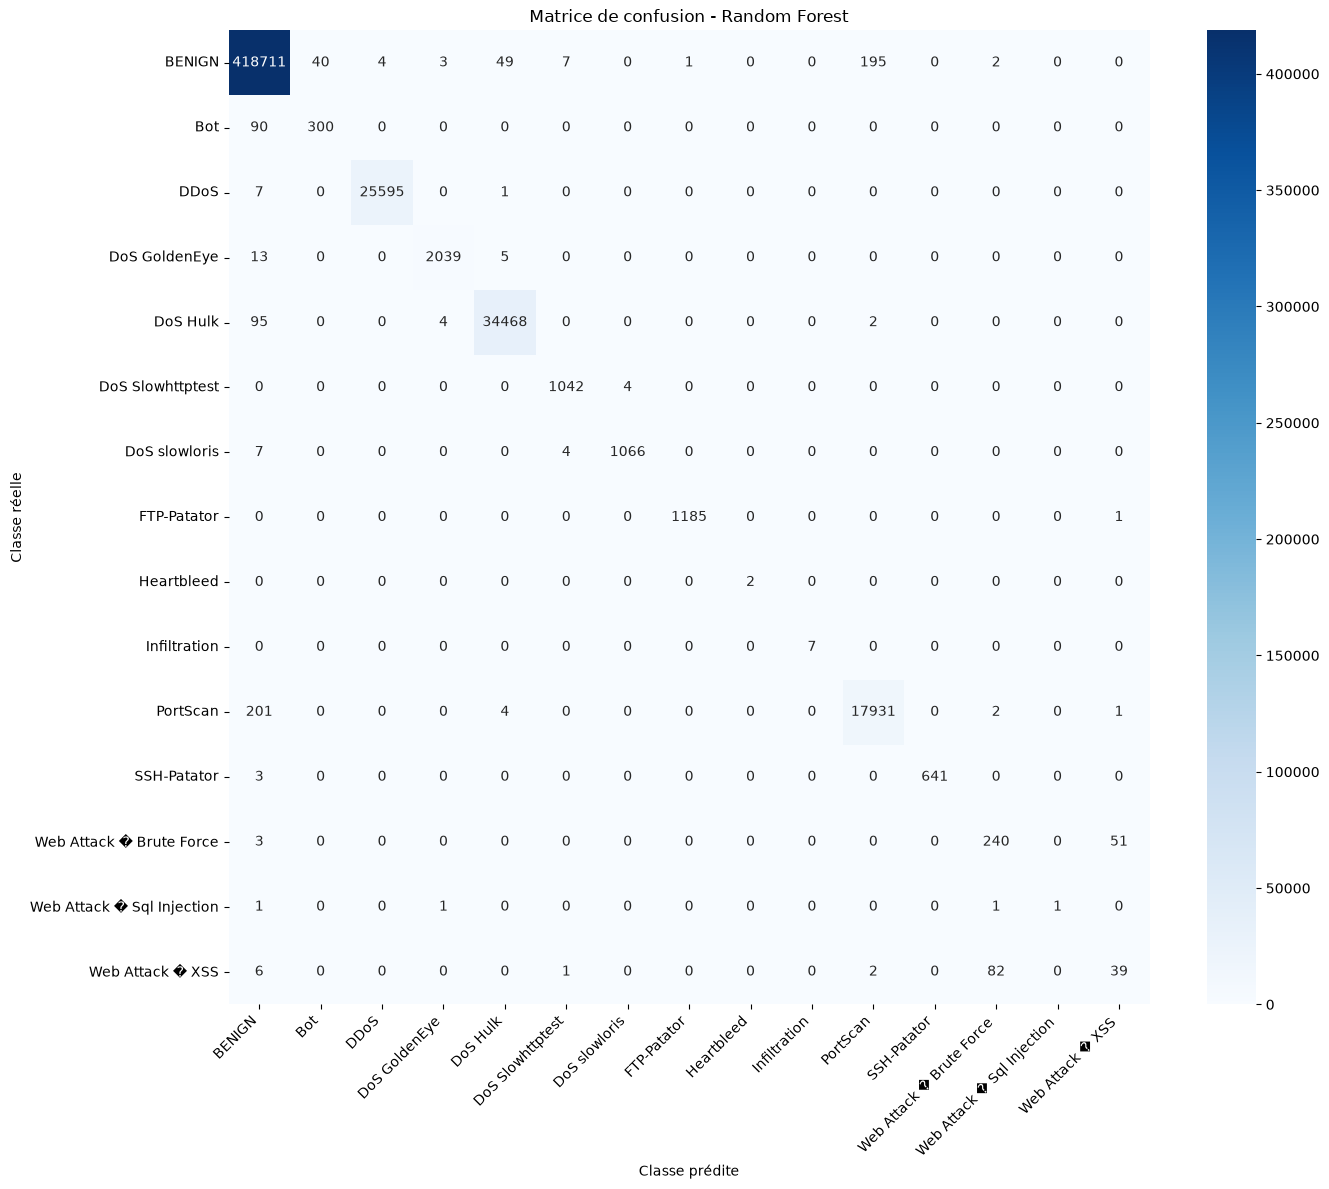 Matrice de confusion - Random Forest
BENIGN 418711 40 4 3 49 7 0 1 0 0 195 0 2 0 0
Bot 90 300 0 0 0 0 0 0 0 0 0 0 0 0 0
DDoS 7 0 25595 0 1 0 0 0 0 0 0 0 0 0 0
DoS GoldenEye 13 0 0 2039 5 0 0 0 0 0 0 0 0 0 0
DoS Hulk 95 0 0 4 34468 0 0 0 0 0 2 0 0 0 0
DoS Slowhttptest 0 0 0 0 0 1042 4 0 0 0 0 0 0 0 0
DoS slowloris 7 0 0 0 0 4 1066 0 0 0 0 0 0 0 0
FTP-Patator 0 0 0 0 0 0 0 1185 0 0 0 0 0 0 1
Heartbleed 0 0 0 0 0 0 0 0 2 0 0 0 0 0 0
Infiltration 0 0 0 0 0 0 0 0 0 7 0 0 0 0 0
PortScan 201 0 0 0 4 0 0 0 0 0 17931 0 2 0 1
SSH-Patator 3 0 0 0 0 0 0 0 0 0 0 641 0 0 0
Web Attack � Brute Force 3 0 0 0 0 0 0 0 0 0 0 0 240 0 51
Web Attack � Sql Injection 1 0 0 1 0 0 0 0 0 0 0 0 1 1 0
Web Attack � XSS 6 0 0 0 0 1 0 0 0 0 2 0 82 0 39
BENIGN
Bot
DDoS
DoS GoldenEye
DoS Hulk
DoS Slowhttptest
DoS slowloris
FTP-Patator
Heartbleed
Infiltration
PortScan
SSH-Patator
Web Attack � Brute Force
Web Attack � Sql Injection
Web Attack � XSS
Classe prédite
Classe réelle
400000
350000
300000
250000
200000
150000
100000
50000
0